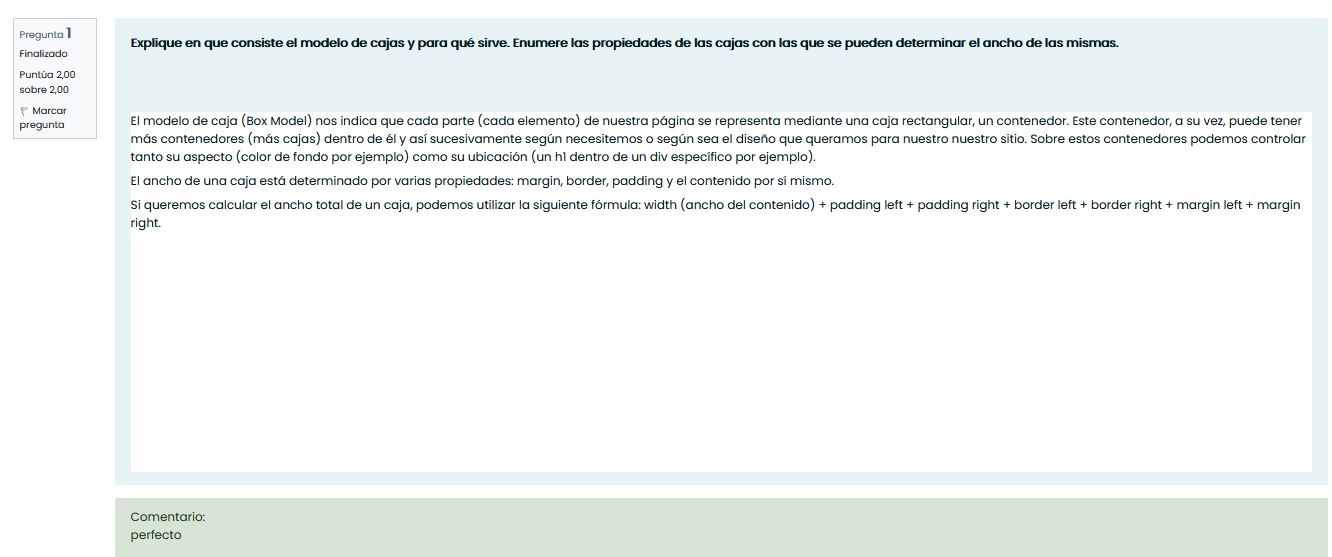 Pregunta 1
Finalizado
Puntúa 2,00
sobre 2,00
Marcar
pregunta
Explique en que consiste el modelo de cajas y para qué sirve. Enumere las propiedades de las cajas con las que se pueden determinar el ancho de las mismas.
El modelo de caja (Box Model) nos indica que cada parte (cada elemento) de nuestra página se representa mediante una caja rectangular, un contenedor. Este contenedor, a su vez, puede tener
más contenedores (más cajas) dentro de él y así sucesivamente según necesitemos o según sea el diseño que queramos para nuestro nuestro sitio. Sobre estos contenedores podemos controlar
tanto su aspecto (color de fondo por ejemplo) como su ubicación (un h1 dentro de un div específico por ejemplo).
El ancho de una caja está determinado por varias propiedades: margin, border, padding y el contenido por sí mismo.
Si queremos calcular el ancho total de un caja, podemos utilizar la siguiente fórmula: width (ancho del contenido) + padding left + padding right + border left + border right + margin left + margin
right.
Comentario:
perfecto